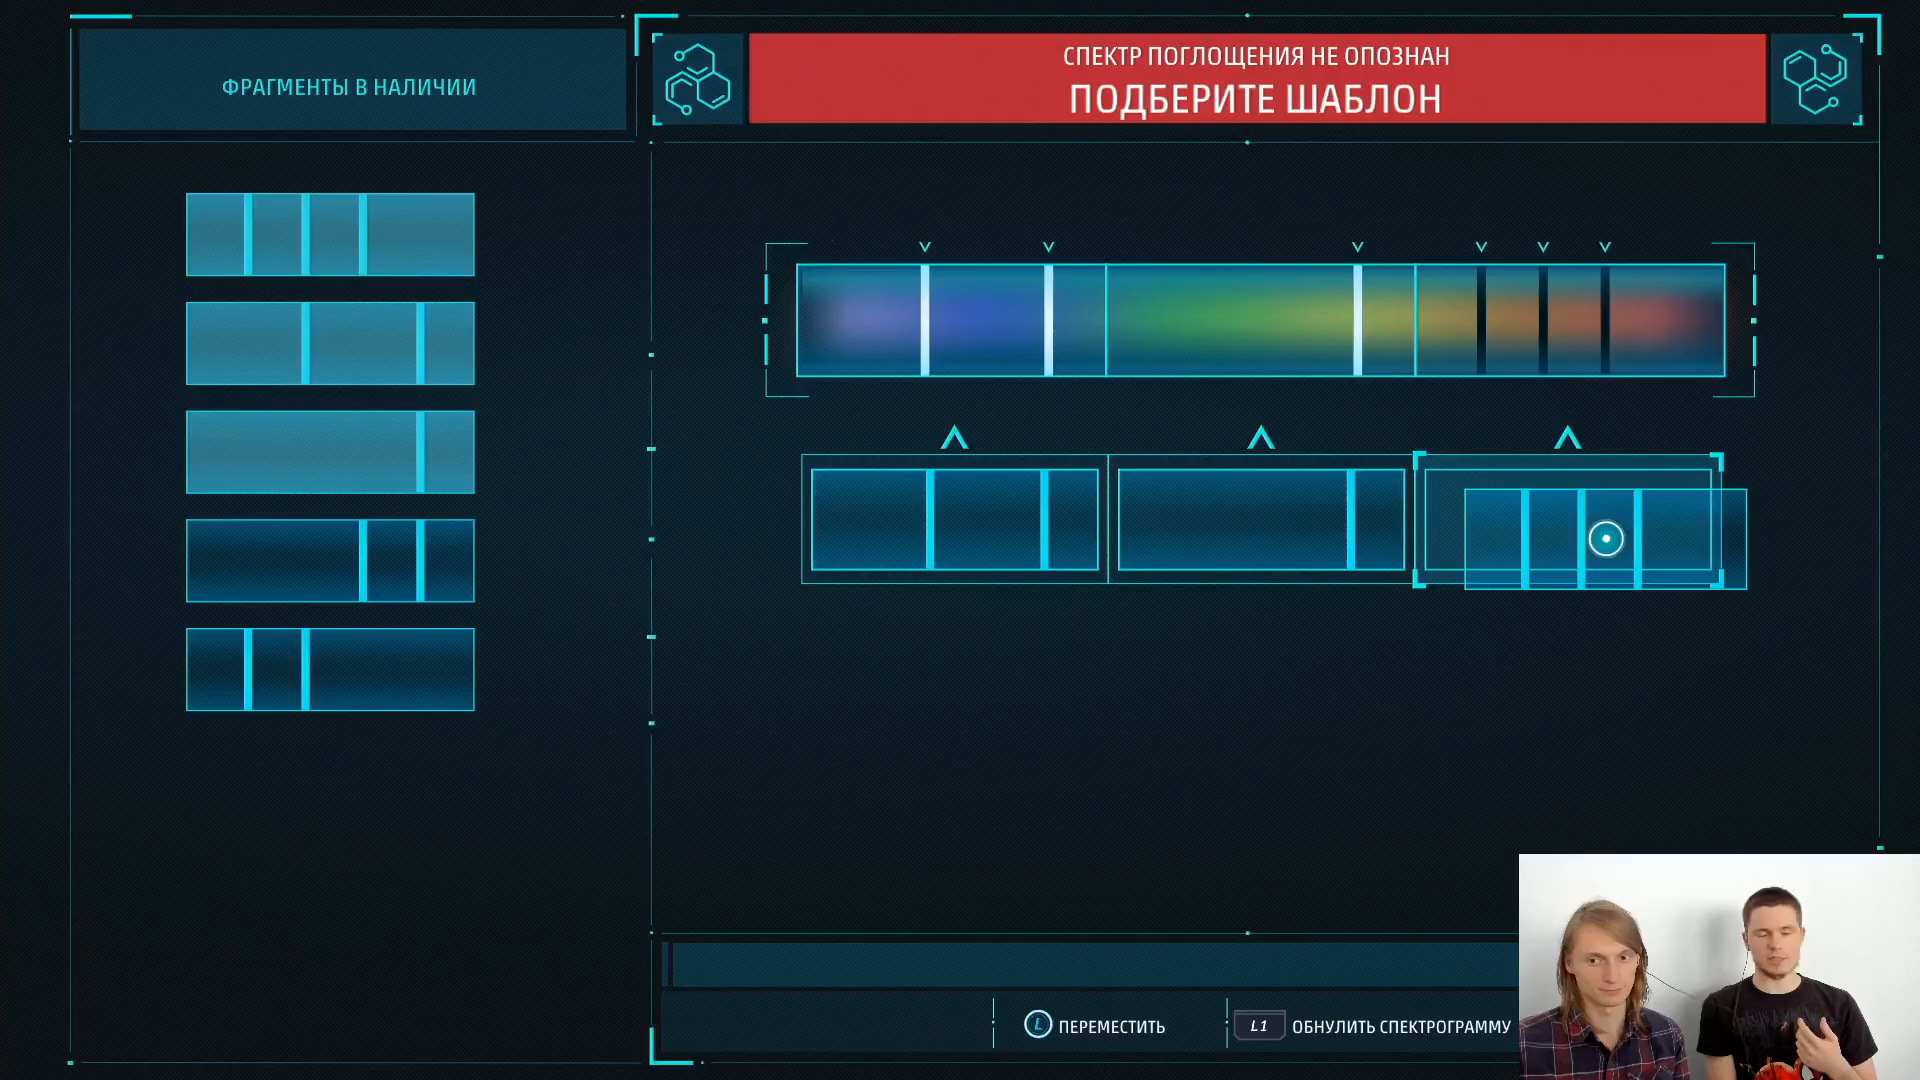 ФРАГМЕНТЫ В НАЛИЧИИ
СПЕКТР ПОГЛОЩЕНИЯ НЕ ОПОЗНАН
ПОДБЕРИТЕ ШАБЛОН
L ПЕРЕМЕСТИТЬ
L1 ОБНУЛИТЬ СПЕКТРОГРАММУ